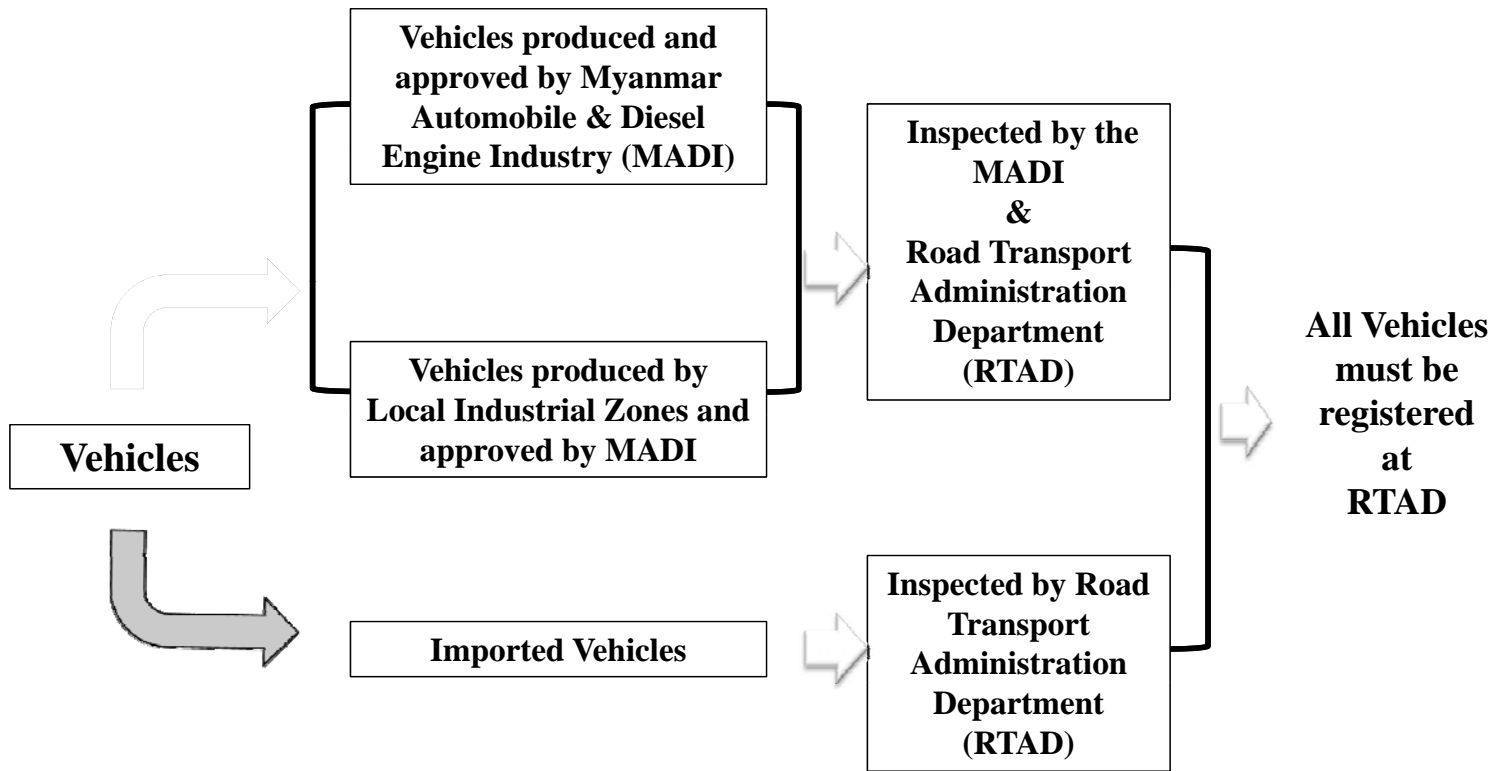 Vehicles produced and
approved by Myanmar
Automobile & Diesel
Engine Industry (MADI)
Inspected by the
MADI
&
Road Transport
Administration
Department
(RTAD)
Vehicles produced by
Local Industrial Zones and
approved by MADI
Vehicles
All Vehicles
must be
registered
at
RTAD
Imported Vehicles
Inspected by Road
Transport
Administration
Department
(RTAD)